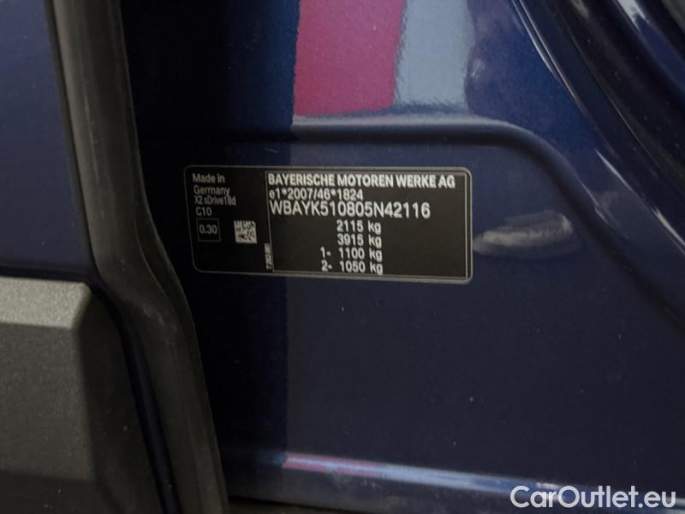 Made in
Germany
X2 sDrive18d
C10
0.30
BAYERISCHE MOTOREN WERKE AG
e1*2007/46*1824
WBAYK510805N42116
2115 kg
3915 kg
1- 1100 kg
2- 1050 kg
CarOutlet.eu